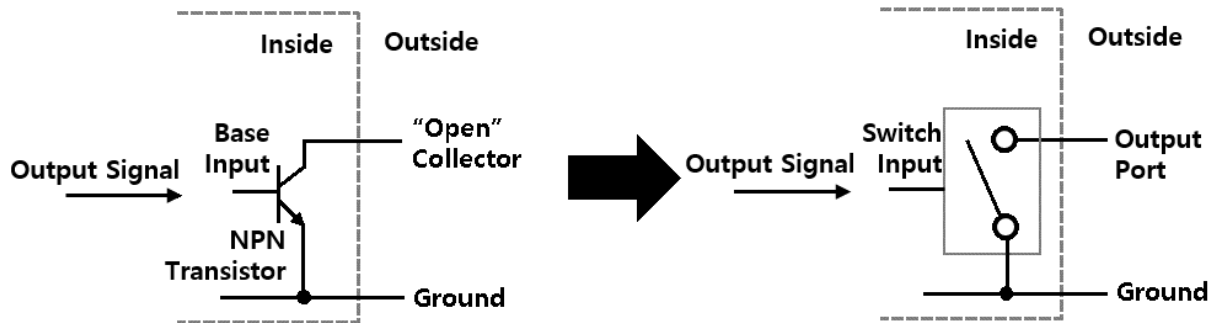 Inside
Outside
Base
Input
"Open"
Collector
Output Signal
NPN
Transistor
Ground
Inside
Outside
Switch
Input
Output
Port
Output Signal
Ground